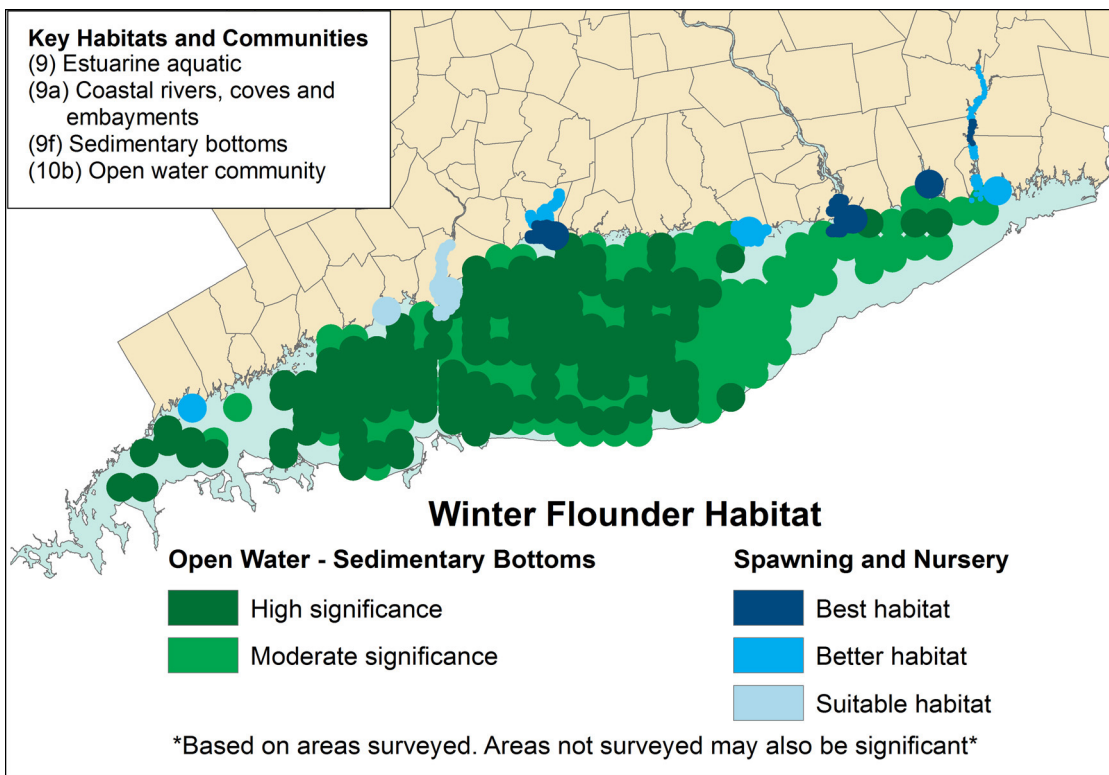 Key Habitats and Communities
(9) Estuarine aquatic
(9a) Coastal rivers, coves and
embayments
(9f) Sedimentary bottoms
(10b) Open water community
Winter Flounder Habitat
Open Water - Sedimentary Bottoms
High significance
Moderate significance
Spawning and Nursery
Best habitat
Better habitat
Suitable habitat
*Based on areas surveyed. Areas not surveyed may also be significant*